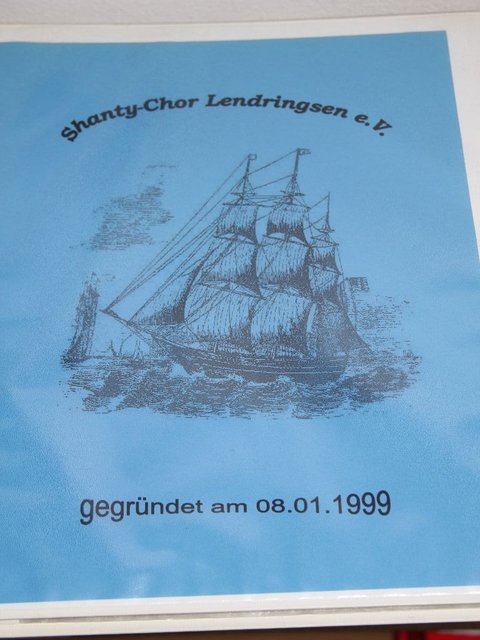 Shanty-Chor Lendringsen e.V.
gegründet am 08.01.1999